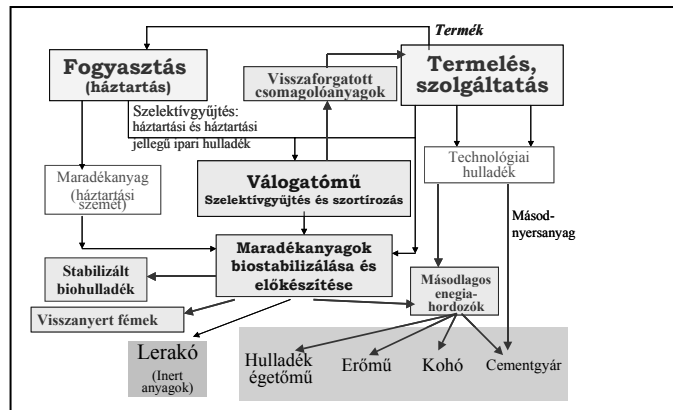 Termék
Fogyasztás
(háztartás)
Visszaforgatott
csomagolóanyagok
Termelés,
szolgáltatás
Szelektívgyűjtés:
háztartási és háztartási
jellegű ipari hulladék
Technológiai
hulladék
Maradékanyag
(háztartási
szemét)
Válogatómű
Szelektívgyűjtés és szortírozás
Másod-
nyersanyag
Maradékanyagok
biostabilizálása és
előkészítése
Stabilizált
biohulladék
Másodlagos
enegia-
hordozók
Visszanyert fémek
Lerakó
(Inert
anyagok)
Hulladék
égetőmű
Erőmű
Kohó
Cementgyár